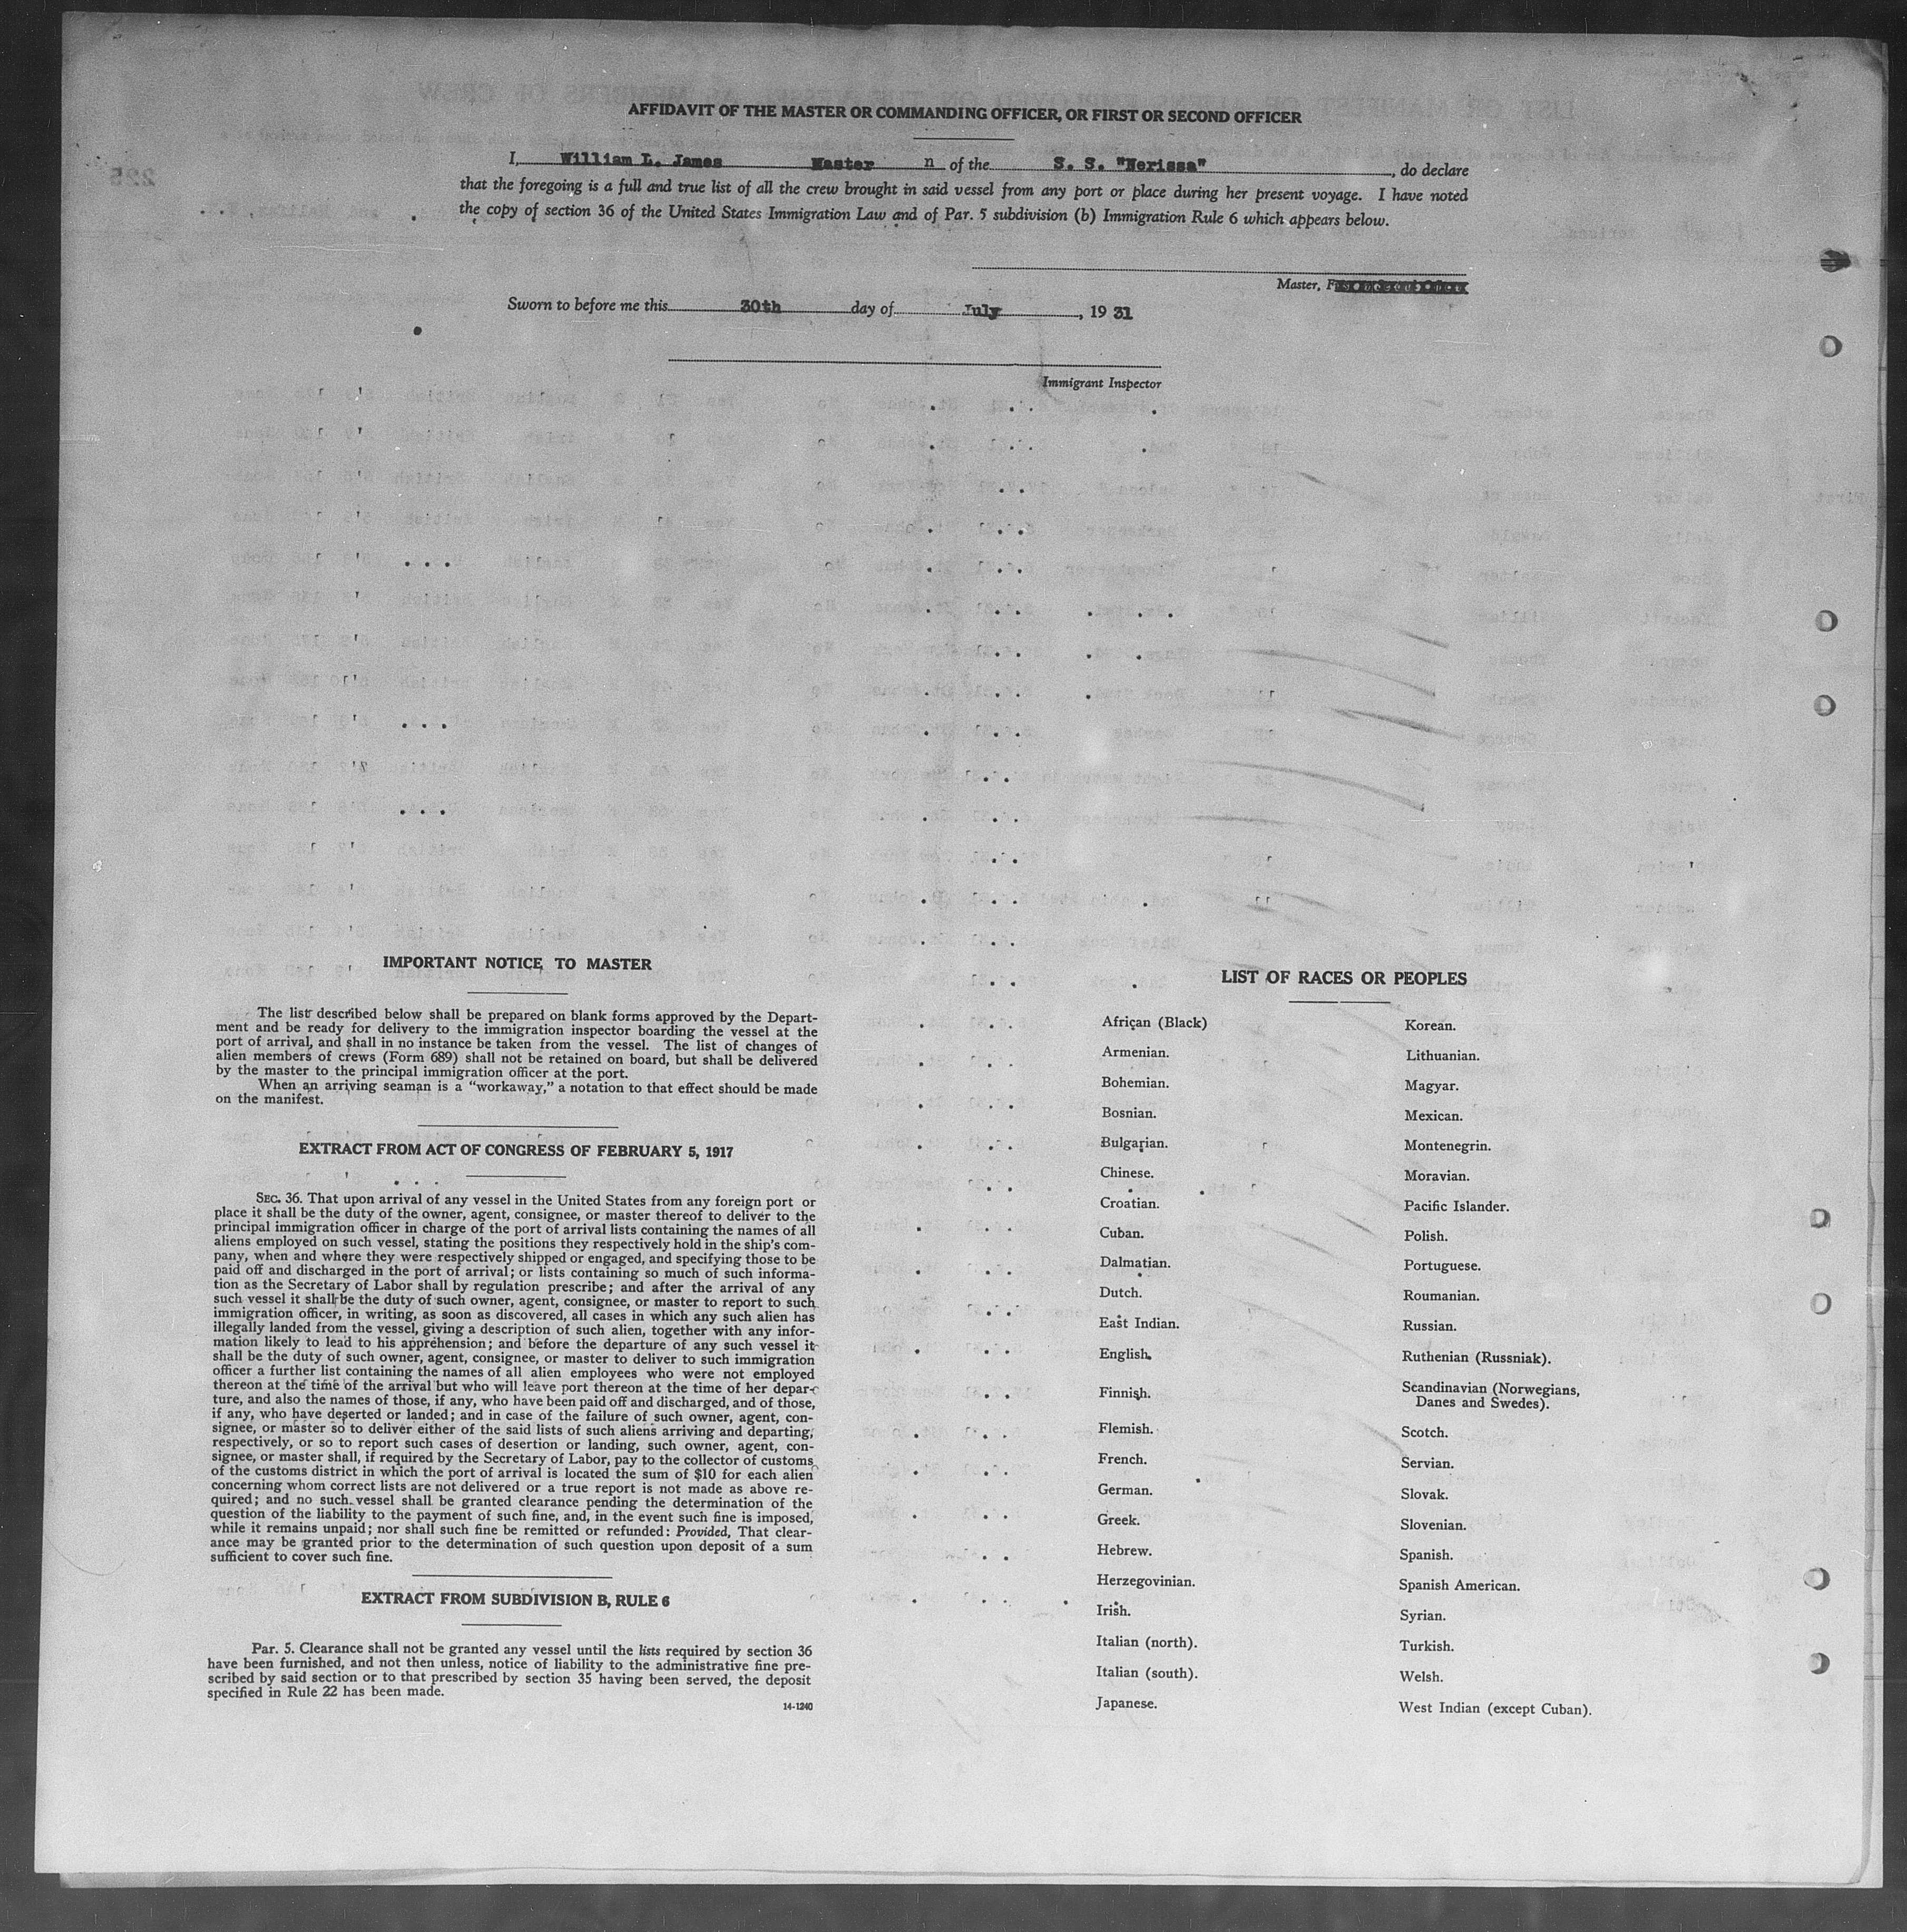 AFFIDAVIT OF THE MASTER OR COMMANDING OFFICER, OR FIRST OR SECOND OFFICER
I, William L. James Master n of the S. S. "Nerissa", do declare
that the foregoing is a full and true list of all the crew brought in said vessel from any port or place during her present voyage. I have noted
the copy of section 36 of the United States Immigration Law and of Par. 5 subdivision (b) Immigration Rule 6 which appears below.
Master, F
Sworn to before me this 30th day of July, 19 31
Immigrant Inspector
IMPORTANT NOTICE TO MASTER
The list described below shall be prepared on blank forms approved by the Depart-
ment and be ready for delivery to the immigration inspector boarding the vessel at the
port of arrival, and shall in no instance be taken from the vessel. The list of changes of
alien members of crews (Form 689) shall not be retained on board, but shall be delivered
by the master to the principal immigration officer at the port.
When an arriving seaman is a "workaway," a notation to that effect should be made
on the manifest.
EXTRACT FROM ACT OF CONGRESS OF FEBRUARY 5, 1917
SEC. 36. That upon arrival of any vessel in the United States from any foreign port or
place it shall be the duty of the owner, agent, consignee, or master thereof to deliver to the
principal immigration officer in charge of the port of arrival lists containing the names of all
aliens employed on such vessel, stating the positions they respectively hold in the ship's com-
pany, when and where they were respectively shipped or engaged, and specifying those to be
paid off and discharged in the port of arrival; or lists containing so much of such informa-
tion as the Secretary of Labor shall by regulation prescribe; and after the arrival of any
such vessel it shall be the duty of such owner, agent, consignee, or master to report to such
immigration officer, in writing, as soon as discovered, all cases in which any such alien has
illegally landed from the vessel, giving a description of such alien, together with any infor-
mation likely to lead to his apprehension; and before the departure of any such vessel it
shall be the duty of such owner, agent, consignee, or master to deliver to such immigration
officer a further list containing the names of all alien employees who were not employed
thereon at the time of the arrival but who will leave port thereon at the time of her depar-
ture, and also the names of those, if any, who have been paid off and discharged, and of those,
if any, who have deserted or landed; and in case of the failure of such owner, agent, con-
signee, or master so to deliver either of the said lists of such aliens arriving and departing,
respectively, or so to report such cases of desertion or landing, such owner, agent, con-
signee, or master shall, if required by the Secretary of Labor, pay to the collector of customs
of the customs district in which the port of arrival is located the sum of $10 for each alien
concerning whom correct lists are not delivered or a true report is not made as above re-
quired; and no such vessel shall be granted clearance pending the determination of the
question of the liability to the payment of such fine, and, in the event such fine is imposed,
while it remains unpaid; nor shall such fine be remitted or refunded: Provided, That clear-
ance may be granted prior to the determination of such question upon deposit of a sum
sufficient to cover such fine.
EXTRACT FROM SUBDIVISION B, RULE 6
Par. 5. Clearance shall not be granted any vessel until the lists required by section 36
have been furnished, and not then unless, notice of liability to the administrative fine pre-
scribed by said section or to that prescribed by section 35 having been served, the deposit
specified in Rule 22 has been made.
14-1240
LIST OF RACES OR PEOPLES
African (Black)
Armenian.
Bohemian.
Bosnian.
Bulgarian.
Chinese.
Croatian.
Cuban.
Dalmatian.
Dutch.
East Indian.
English.
Finnish.
Flemish.
French.
German.
Greek.
Hebrew.
Herzegovinian.
Irish.
Italian (north).
Italian (south).
Japanese.
Korean.
Lithuanian.
Magyar.
Mexican.
Montenegrin.
Moravian.
Pacific Islander.
Polish.
Portuguese.
Roumanian.
Russian.
Ruthenian (Russniak).
Scandinavian (Norwegians,
Danes and Swedes).
Scotch.
Servian.
Slovak.
Slovenian.
Spanish.
Spanish American.
Syrian.
Turkish.
Welsh.
West Indian (except Cuban).